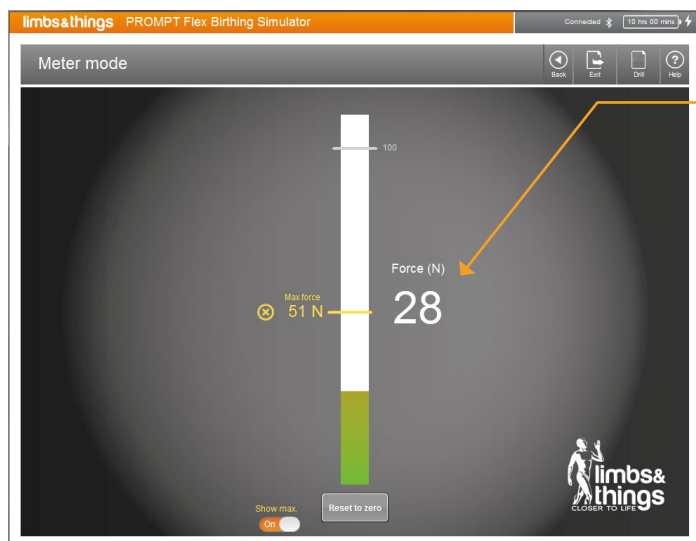 limbs&things PROMPT Flex Birthing Simulator
Connected 10 hrs 00 mins
Meter mode
Back Exit Drill Help
100
Force (N)
28
Max force
51 N
Show max.
On
Reset to zero
limbs&
things
CLOSER TO LIFE